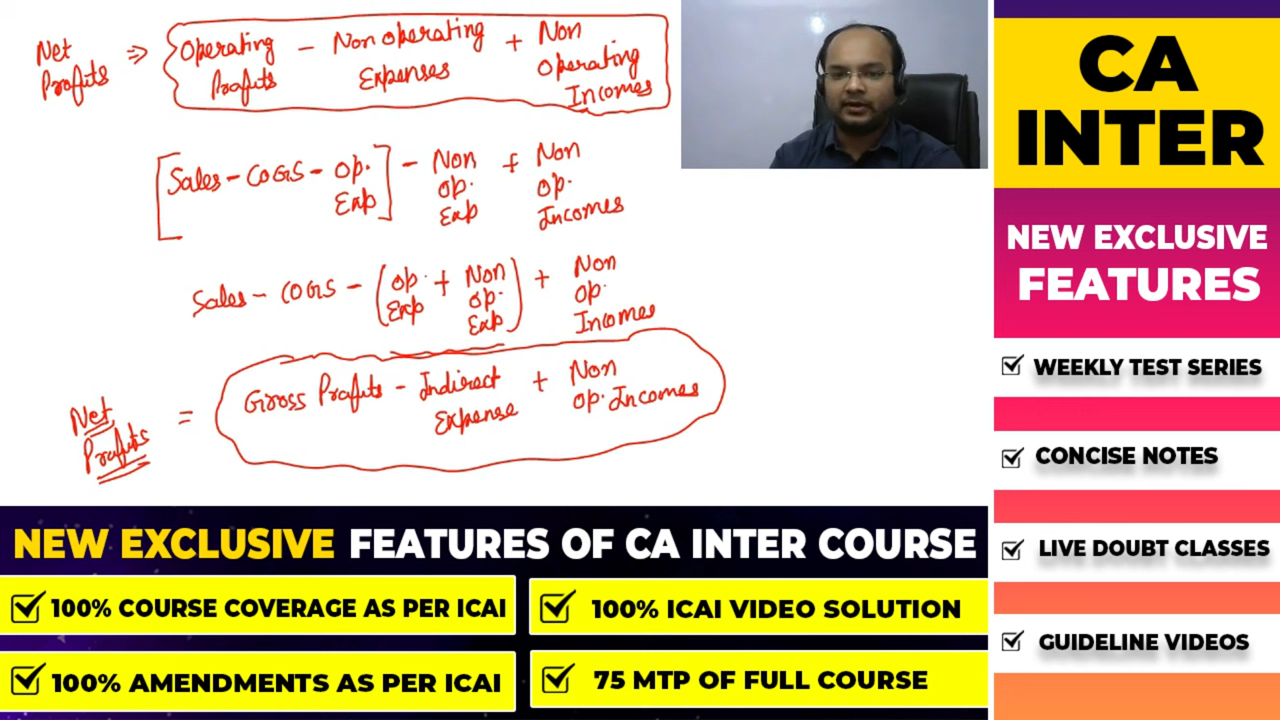 Net Profits ⇒ Operating Profits - Non operating Expenses + Non Operating Incomes
[Sales - COGS - Op. Exp] - Non Op. Exp + Non Op. Incomes
Sales - COGS - (Op. Exp + Non Op. Exp) + Non Op. Incomes
Net Profits = Gross Profits - Indirect Expense + Non Op. Incomes
CA
INTER
NEW EXCLUSIVE
FEATURES
WEEKLY TEST SERIES
CONCISE NOTES
LIVE DOUBT CLASSES
GUIDELINE VIDEOS
NEW EXCLUSIVE FEATURES OF CA INTER COURSE
100% COURSE COVERAGE AS PER ICAI
100% ICAI VIDEO SOLUTION
100% AMENDMENTS AS PER ICAI
75 MTP OF FULL COURSE